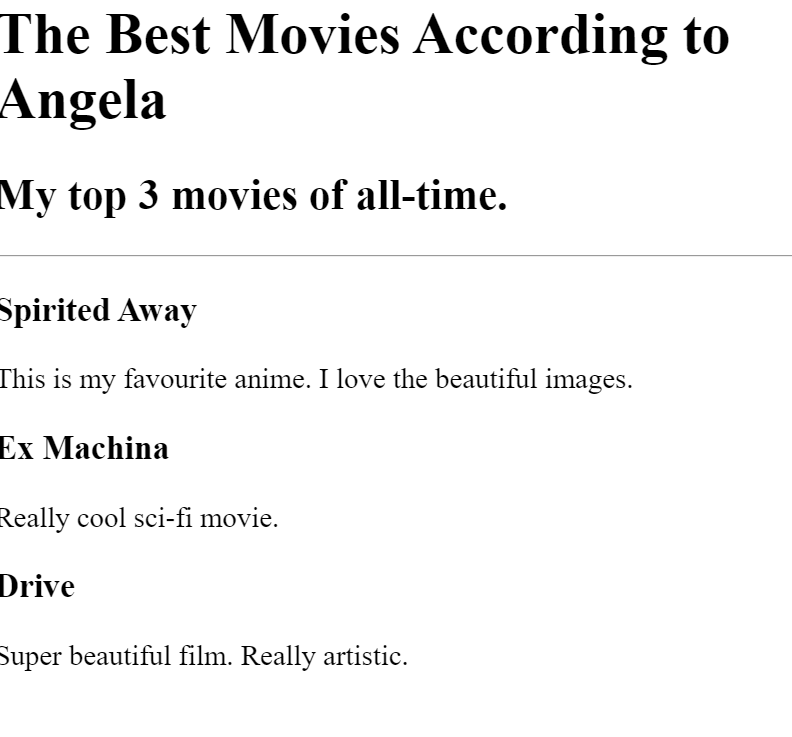 The Best Movies According to
Angela
My top 3 movies of all-time.
Spirited Away
This is my favourite anime. I love the beautiful images.
Ex Machina
Really cool sci-fi movie.
Drive
Super beautiful film. Really artistic.